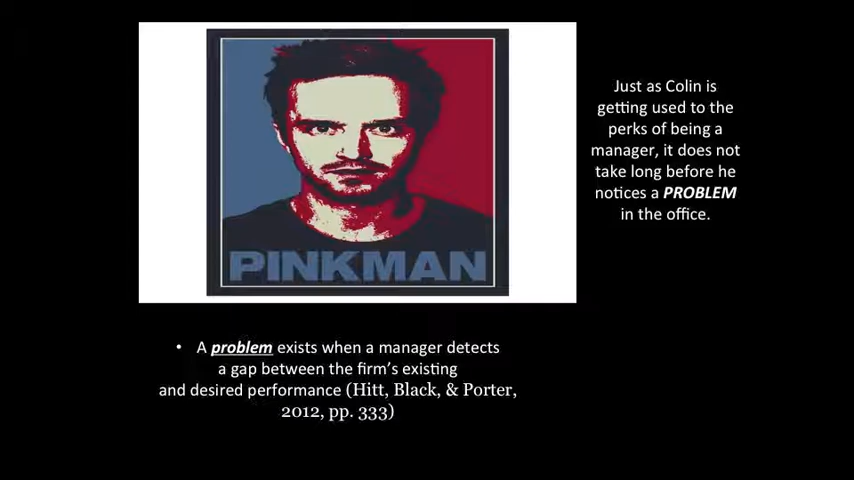 PINKMAN
Just as Colin is
getting used to the
perks of being a
manager, it does not
take long before he
notices a PROBLEM
in the office.
• A problem exists when a manager detects
a gap between the firm's existing
and desired performance (Hitt, Black, & Porter,
2012, pp. 333)